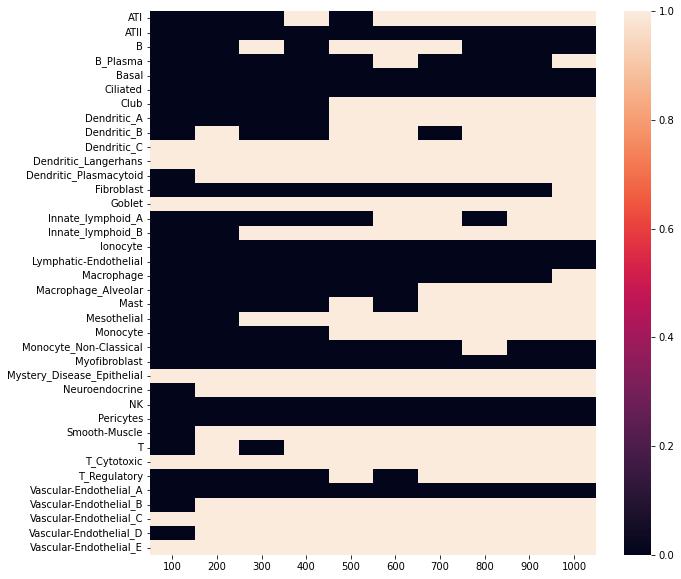 ATI
ATII
B
B_Plasma
Basal
Ciliated
Club
Dendritic_A
Dendritic_B
Dendritic_C
Dendritic_Langerhans
Dendritic_Plasmacytoid
Fibroblast
Goblet
Innate_lymphoid_A
Innate_lymphoid_B
Ionocyte
Lymphatic-Endothelial
Macrophage
Macrophage_Alveolar
Mast
Mesothelial
Monocyte
Monocyte_Non-Classical
Myofibroblast
Mystery_Disease_Epithelial
Neuroendocrine
NK
Pericytes
Smooth-Muscle
T
T_Cytotoxic
T_Regulatory
Vascular-Endothelial_A
Vascular-Endothelial_B
Vascular-Endothelial_C
Vascular-Endothelial_D
Vascular-Endothelial_E
100 200 300 400 500 600 700 800 900 1000
1.0
0.8
0.6
0.4
0.2
0.0